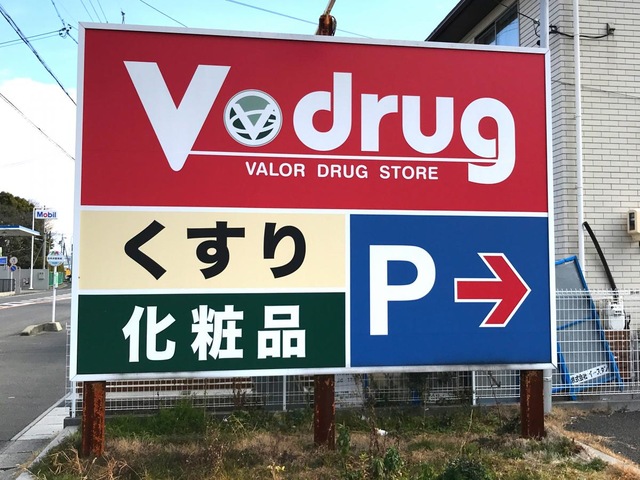 V drug
VALOR DRUG STORE
くすり
化粧品
P
Mobil